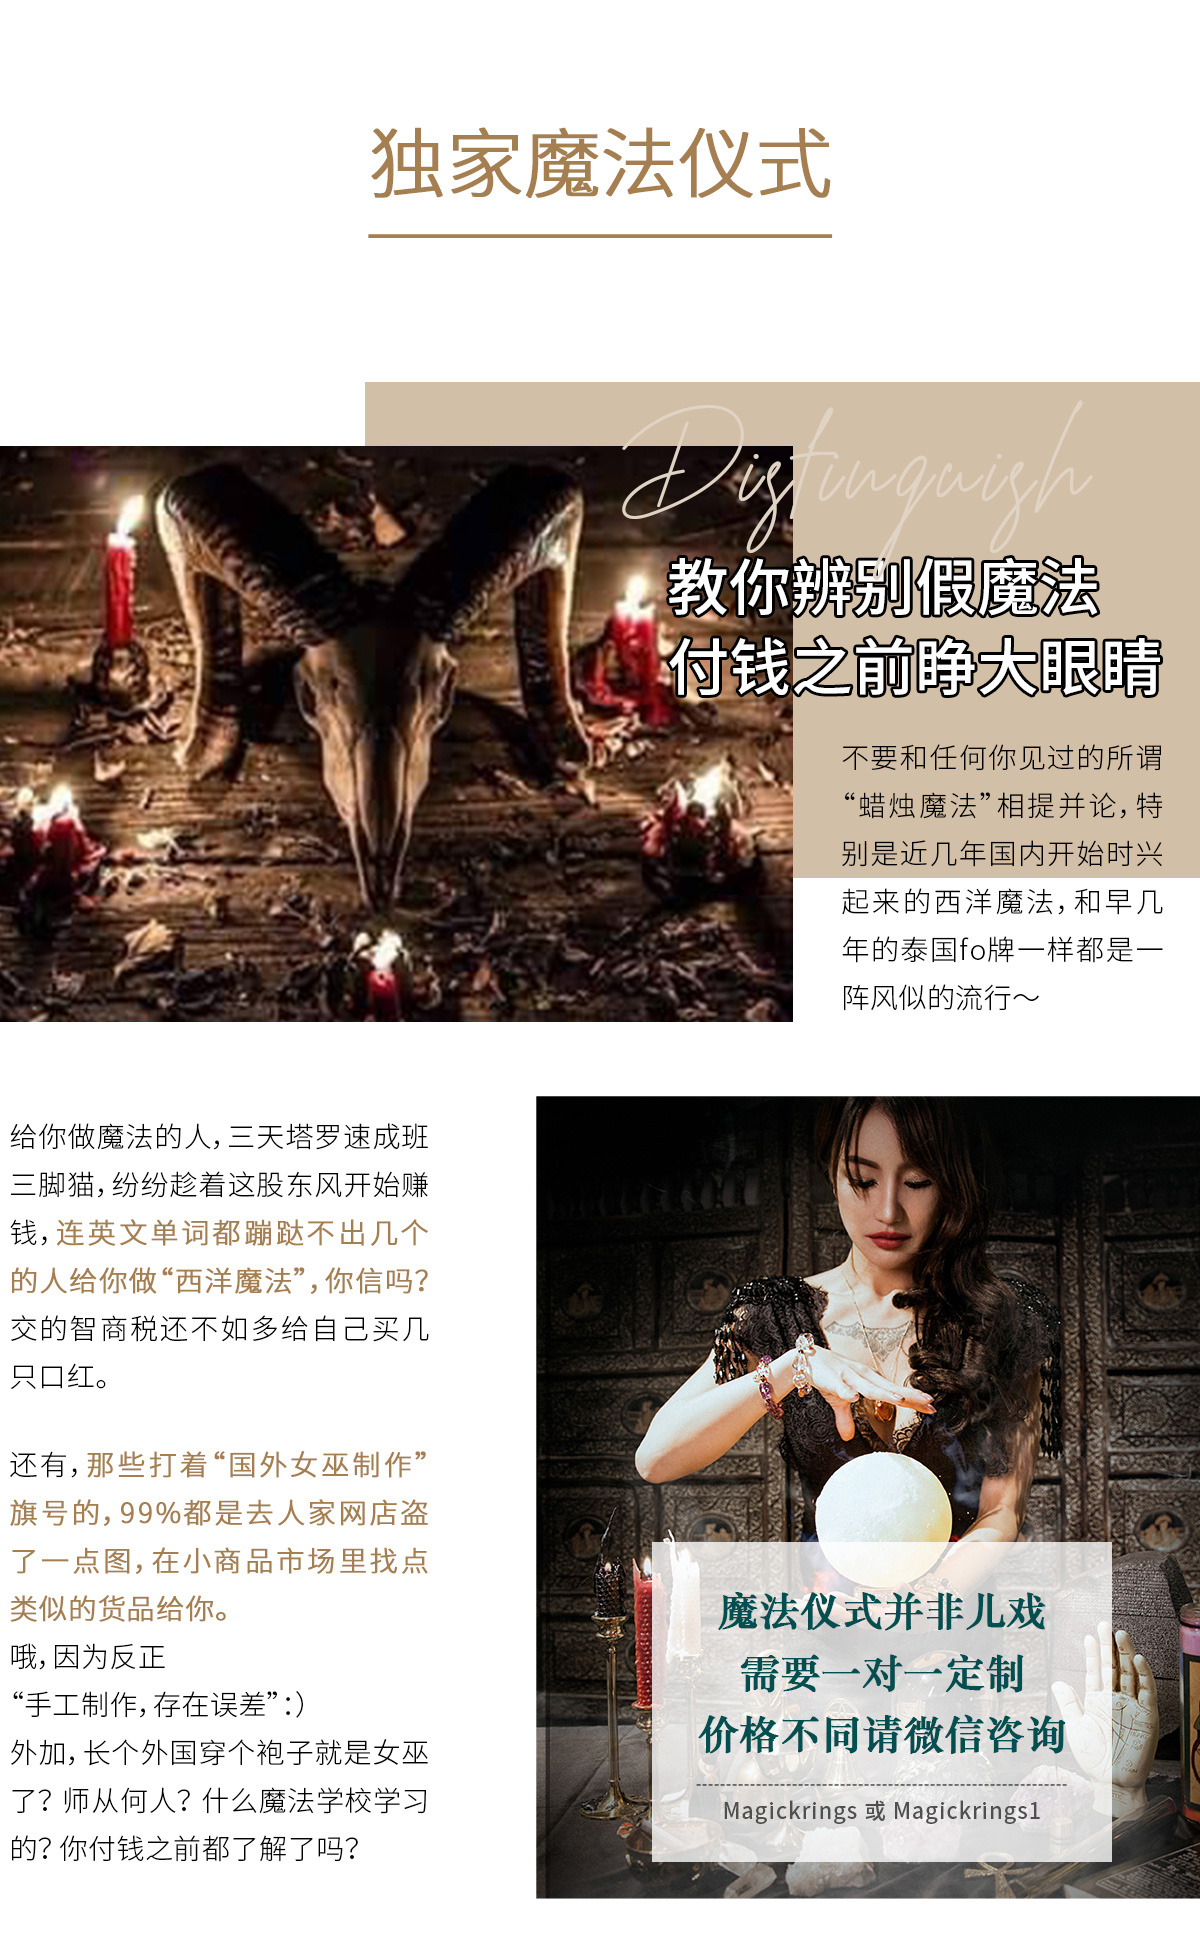 独家魔法仪式
Distinguish
教你辨别假魔法
付钱之前睁大眼睛
不要和任何你见过的所谓
“蜡烛魔法”相提并论，特
别是近几年国内开始时兴
起来的西洋魔法，和早几
年的泰国fo牌一样都是一
阵风似的流行～
给你做魔法的人，三天塔罗速成班
三脚猫，纷纷趁着这股东风开始赚
钱，连英文单词都蹦跶不出几个
的人给你做“西洋魔法”，你信吗？
交的智商税还不如多给自己买几
只口红。
还有，那些打着“国外女巫制作”
旗号的，99%都是去人家网店盗
了一点图，在小商品市场里找点
类似的货品给你。
哦，因为反正
“手工制作，存在误差”：）
外加，长个外国穿个袍子就是女巫
了？师从何人？什么魔法学校学习
的？你付钱之前都了解了吗？
魔法仪式并非儿戏
需要一对一定制
价格不同请微信咨询
Magickrings 或 Magickrings1